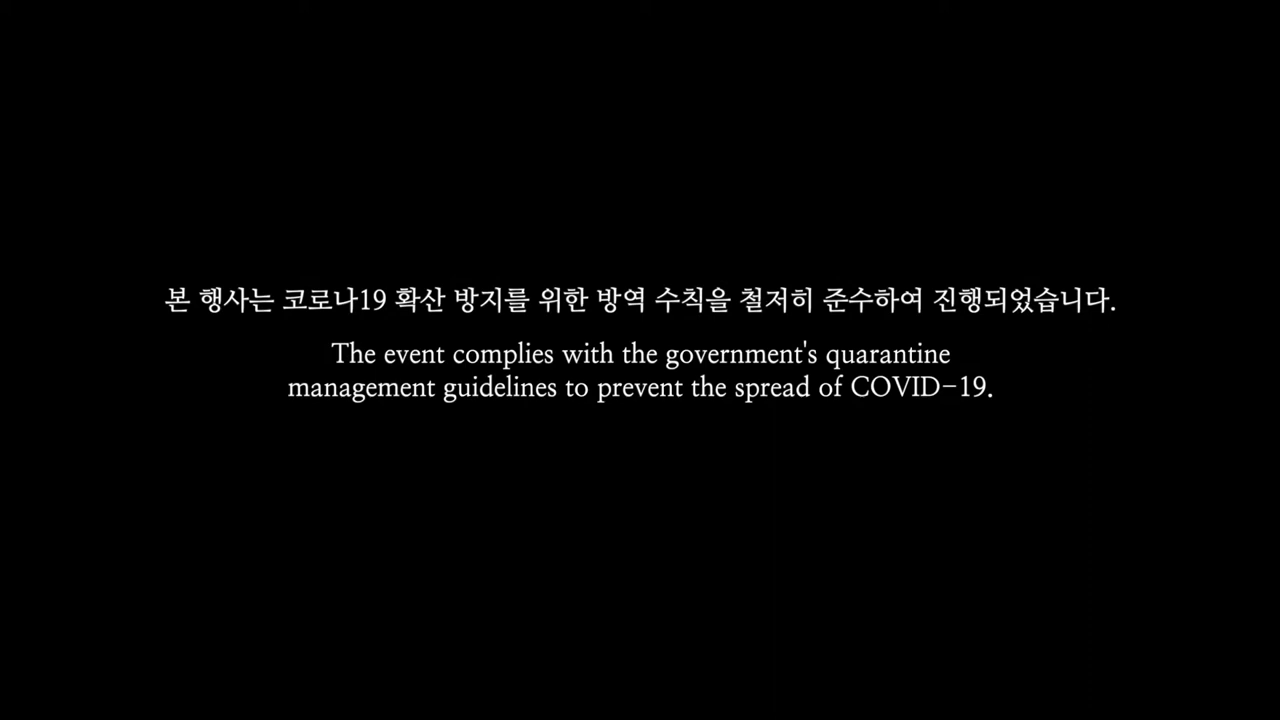 본 행사는 코로나19 확산 방지를 위한 방역 수칙을 철저히 준수하여 진행되었습니다.
The event complies with the government's quarantine
management guidelines to prevent the spread of COVID-19.